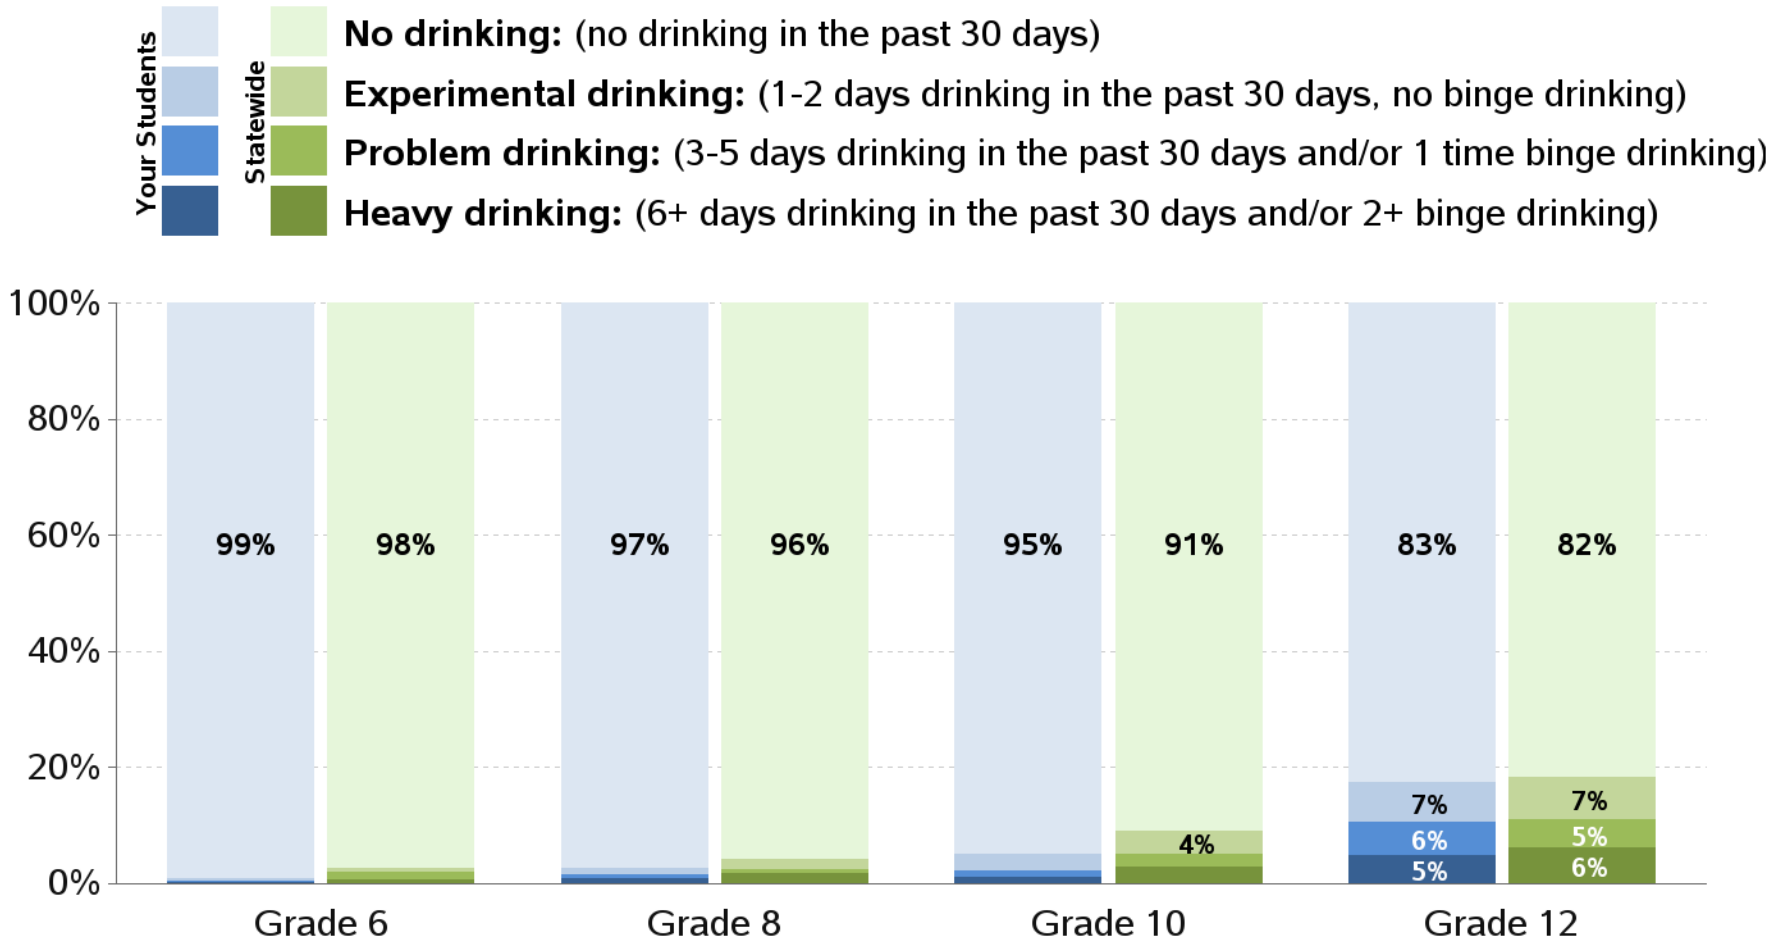 Your Students
Statewide
No drinking: (no drinking in the past 30 days)
Experimental drinking: (1-2 days drinking in the past 30 days, no binge drinking)
Problem drinking: (3-5 days drinking in the past 30 days and/or 1 time binge drinking)
Heavy drinking: (6+ days drinking in the past 30 days and/or 2+ binge drinking)
100%
80%
60%
40%
20%
0%
99%
98%
97%
96%
95%
91%
4%
83%
7%
6%
5%
82%
7%
5%
6%
Grade 6
Grade 8
Grade 10
Grade 12